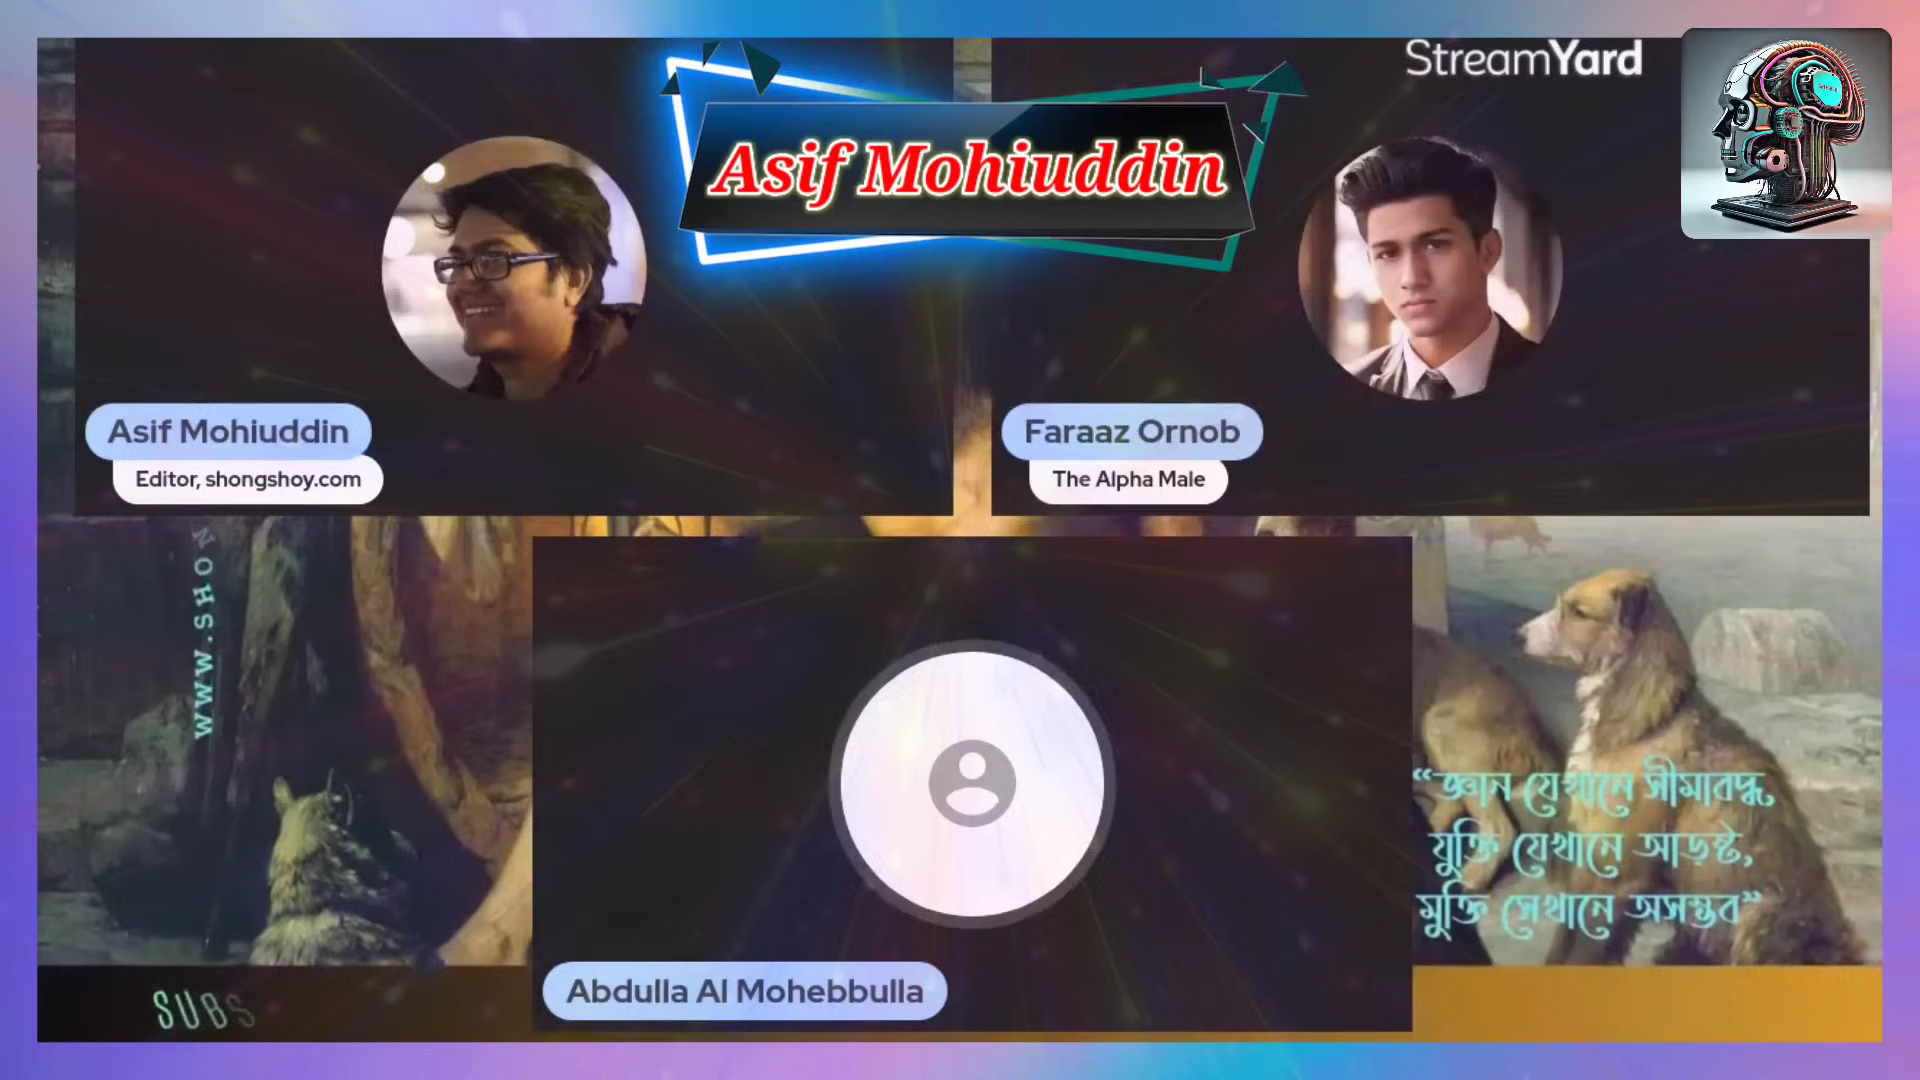 StreamYard
Asif Mohiuddin
Asif Mohiuddin
Editor, shongshoy.com
Faraaz Ornob
The Alpha Male
WWW.SHON
“জ্ঞান যেখানে সীমাবদ্ধ,
যুক্তি যেখানে আড়ষ্ট,
মুক্তি সেখানে অসম্ভব”
Abdulla Al Mohebbulla
SUBS